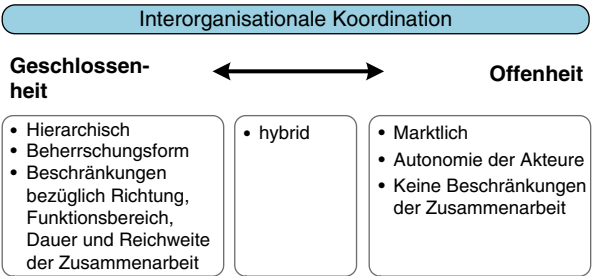 Interorganisationale Koordination
Geschlossen-
heit
Offenheit
• Hierarchisch
• Beherrschungsform
• Beschränkungen
bezüglich Richtung,
Funktionsbereich,
Dauer und Reichweite
der Zusammenarbeit
• hybrid
• Marktlich
• Autonomie der Akteure
• Keine Beschränkungen
der Zusammenarbeit